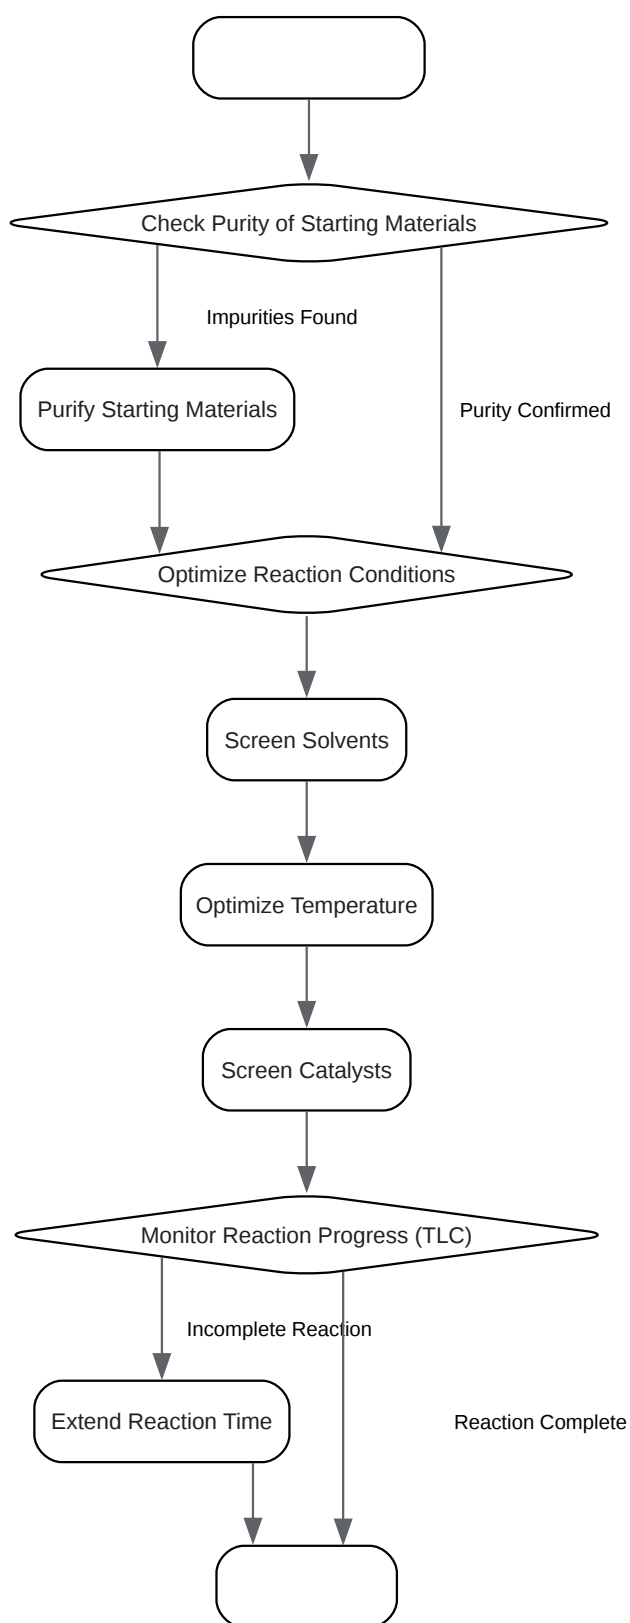 Check Purity of Starting Materials
Impurities Found
Purify Starting Materials
Purity Confirmed
Optimize Reaction Conditions
Screen Solvents
Optimize Temperature
Screen Catalysts
Monitor Reaction Progress (TLC)
Incomplete Reaction
Extend Reaction Time
Reaction Complete